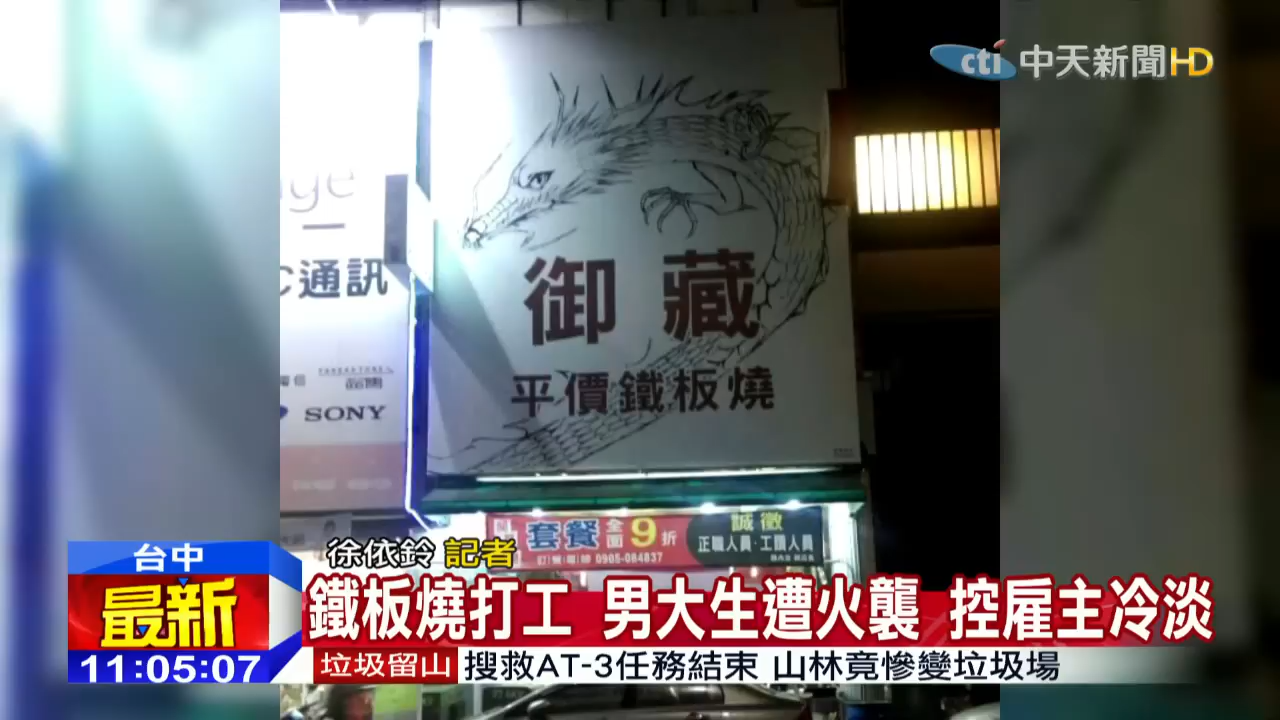 cti 中天新聞HD
age
C通訊
SONY
御藏
平價鐵板燒
套餐 全面9折
0905-084837
誠徵
正職人員·工讀人員
徐依鈴 記者
台中
最新
鐵板燒打工 男大生遭火襲 控雇主冷淡
11:05:07
垃圾留山 搜救AT-3任務結束 山林竟慘變垃圾場